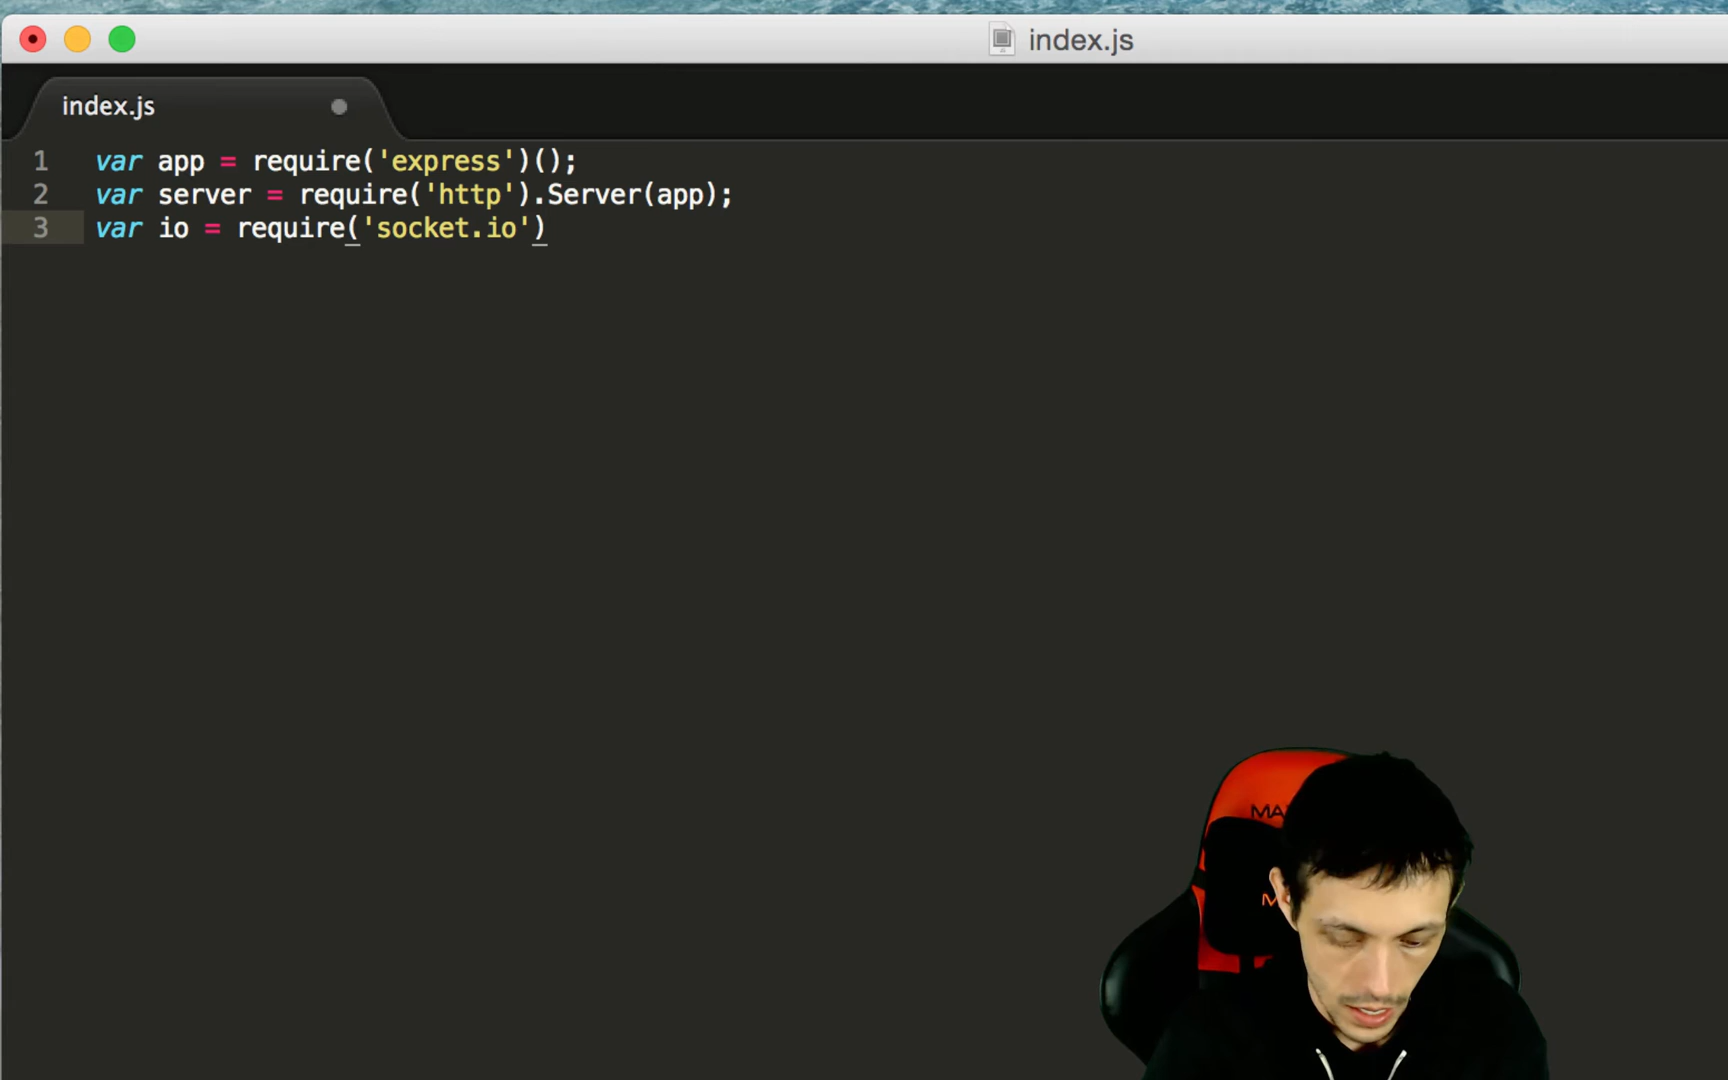 index.js
index.js
1 var app = require('express')();
2 var server = require('http').Server(app);
3 var io = require('socket.io')
MA
M